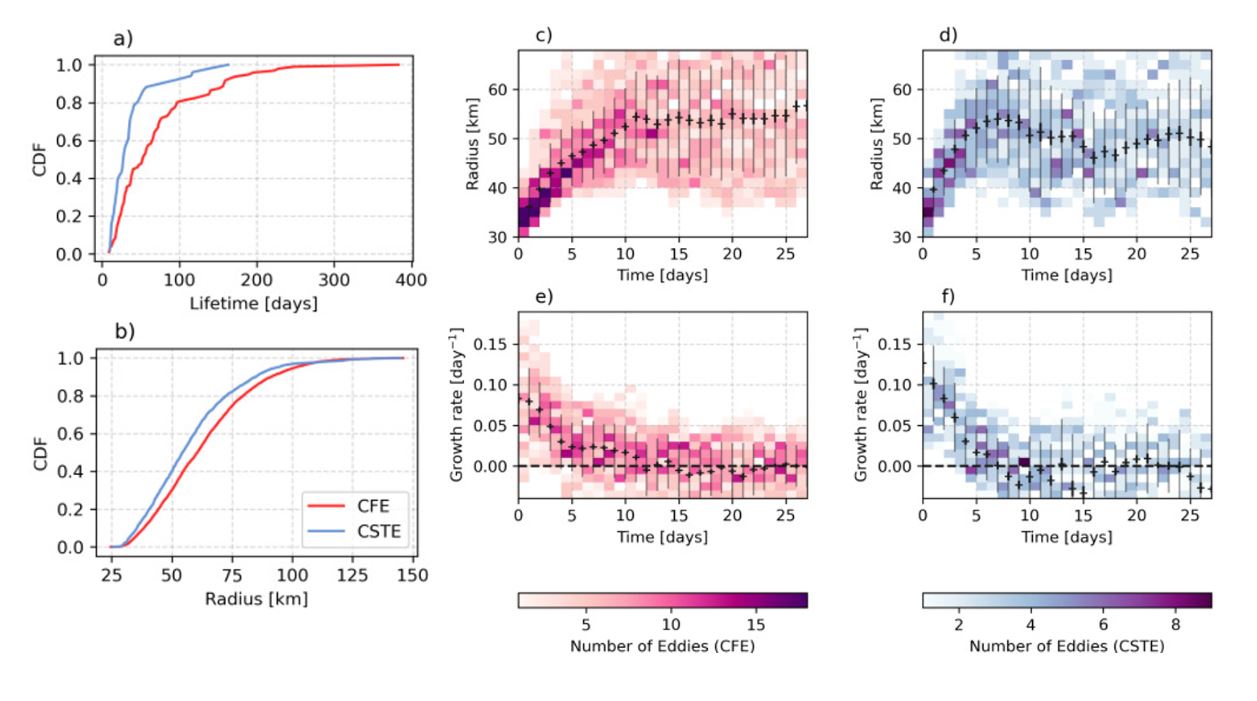 a)
1.0
0.8
0.6
0.4
0.2
0.0
CDF
0 100 200 300 400
Lifetime [days]
b)
1.0
0.8
0.6
0.4
0.2
0.0
CDF
CFE
CSTE
25 50 75 100 125 150
Radius [km]
c)
60
50
40
30
Radius [km]
0 5 10 15 20 25
Time [days]
d)
60
50
40
30
Radius [km]
0 5 10 15 20 25
Time [days]
e)
0.15
0.10
0.05
0.00
Growth rate [day⁻¹]
0 5 10 15 20 25
Time [days]
f)
0.15
0.10
0.05
0.00
Growth rate [day⁻¹]
0 5 10 15 20 25
Time [days]
5 10 15
Number of Eddies (CFE)
2 4 6 8
Number of Eddies (CSTE)